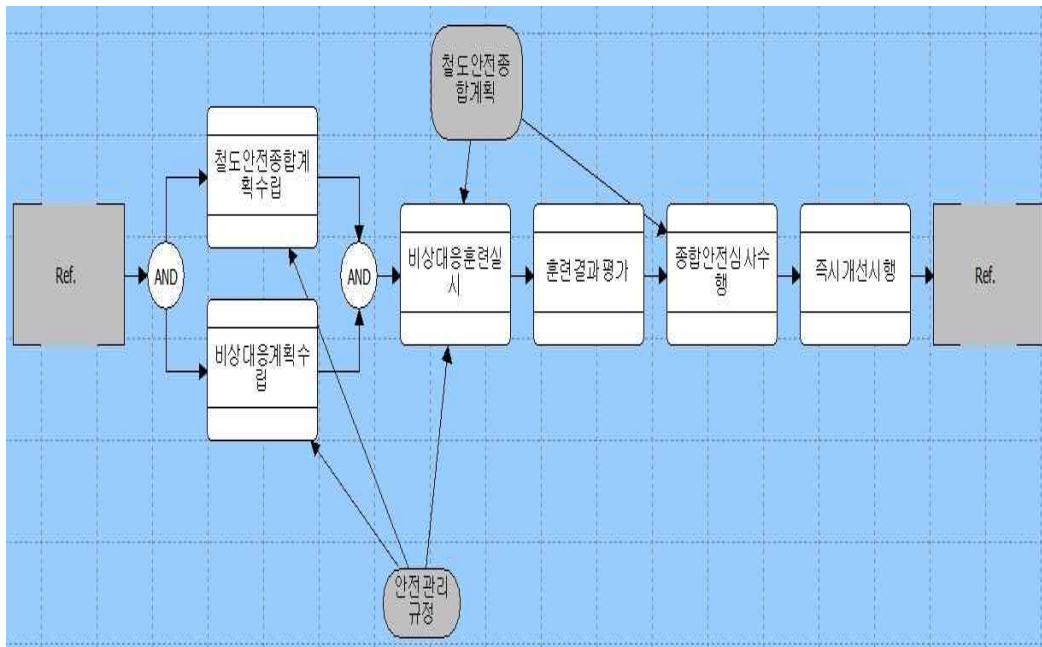 철도안전종
합계획
철도안전종합계
획수립
Ref.
AND
AND
비상대응훈련실
시
훈련결과평가
종합안전심사수
행
즉시개선시행
Ref.
비상대응계획수
립
안전관리
규정